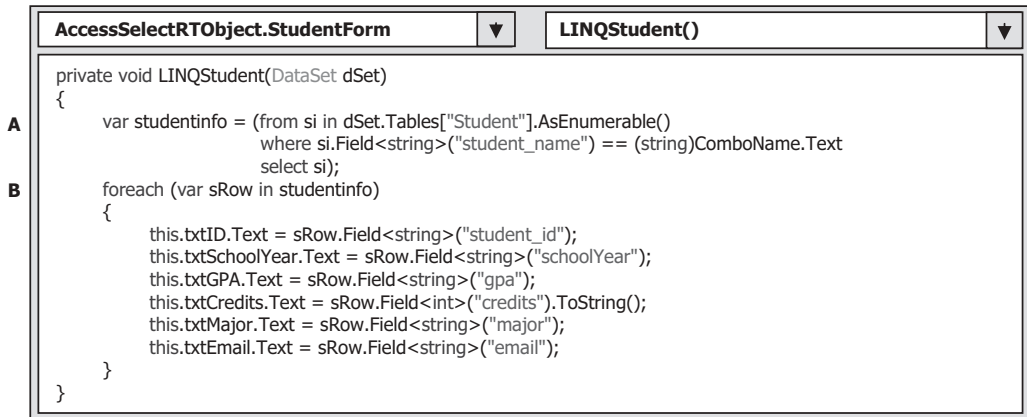 AccessSelectRTObject.StudentForm LINQStudent()
private void LINQStudent(DataSet dSet)
{
A var studentinfo = (from si in dSet.Tables["Student"].AsEnumerable()
where si.Field<string>("student_name") == (string)ComboName.Text
select si);
B foreach (var sRow in studentinfo)
{
this.txtID.Text = sRow.Field<string>("student_id");
this.txtSchoolYear.Text = sRow.Field<string>("schoolYear");
this.txtGPA.Text = sRow.Field<string>("gpa");
this.txtCredits.Text = sRow.Field<int>("credits").ToString();
this.txtMajor.Text = sRow.Field<string>("major");
this.txtEmail.Text = sRow.Field<string>("email");
}
}